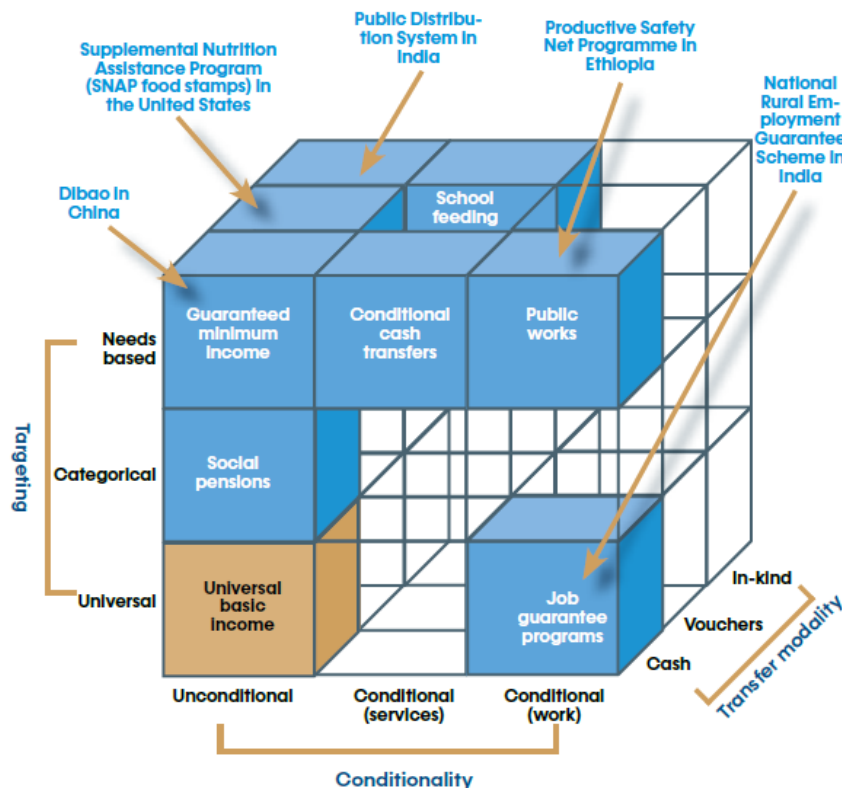 Public Distribu-
tion System in
India
Productive Safety
Net Programme in
Ethiopia
Supplemental Nutrition
Assistance Program
(SNAP food stamps) in
the United States
National
Rural Em-
ployment
Guarantee
Scheme in
India
Dibao in
China
School
feeding
Guaranteed
minimum
income
Conditional
cash
transfers
Public
works
Needs
based
Targeting
Categorical
Social
pensions
Universal
Universal
basic
income
Job
guarantee
programs
In-kind
Vouchers
Cash
Transfer modality
Unconditional
Conditional
(services)
Conditional
(work)
Conditionality